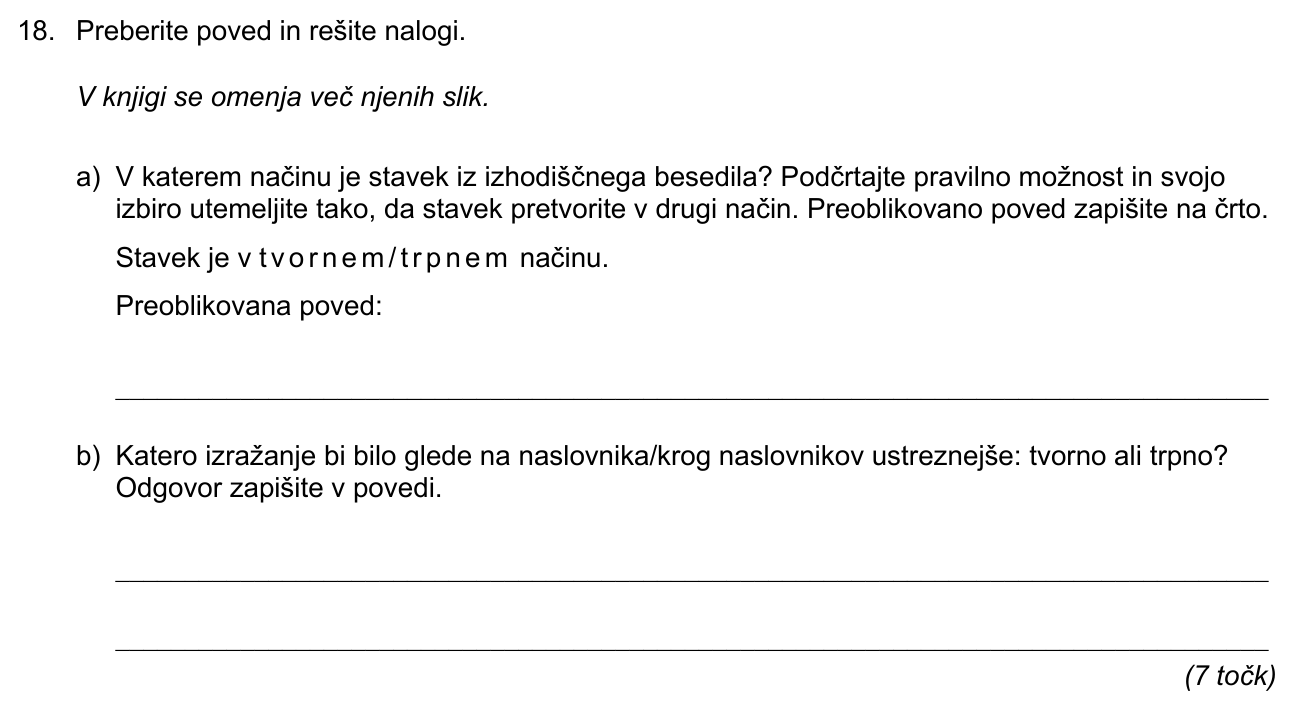 18. Preberite poved in rešite nalogi.
V knjigi se omenja več njenih slik.
a) V katerem načinu je stavek iz izhodiščnega besedila? Podčrtajte pravilno možnost in svojo
izbiro utemeljite tako, da stavek pretvorite v drugi način. Preoblikovano poved zapišite na črto.
Stavek je v tvornem/trpnem načinu.
Preoblikovana poved:
b) Katero izražanje bi bilo glede na naslovnika/krog naslovnikov ustreznejše: tvorno ali trpno?
Odgovor zapišite v povedi.
(7 točk)